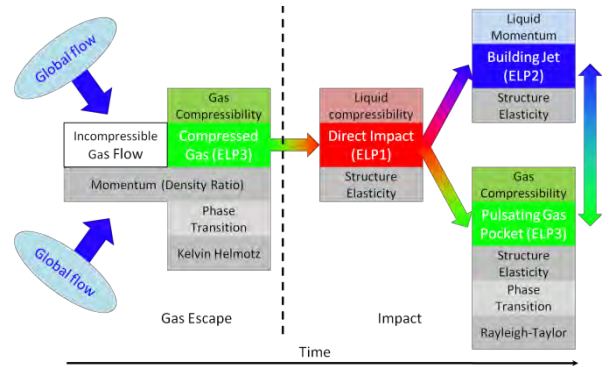 Global flow
Gas
Compressibility
Incompressible
Gas Flow
Compressed
Gas (ELP3)
Momentum (Density Ratio)
Phase
Transition
Kelvin Helmotz
Global flow
Gas Escape
Liquid
compressibility
Direct Impact
(ELP1)
Structure
Elasticity
Liquid
Momentum
Building Jet
(ELP2)
Structure
Elasticity
Gas
Compressibility
Pulsating Gas
Pocket (ELP3)
Structure
Elasticity
Phase
Transition
Rayleigh-Taylor
Impact
Time